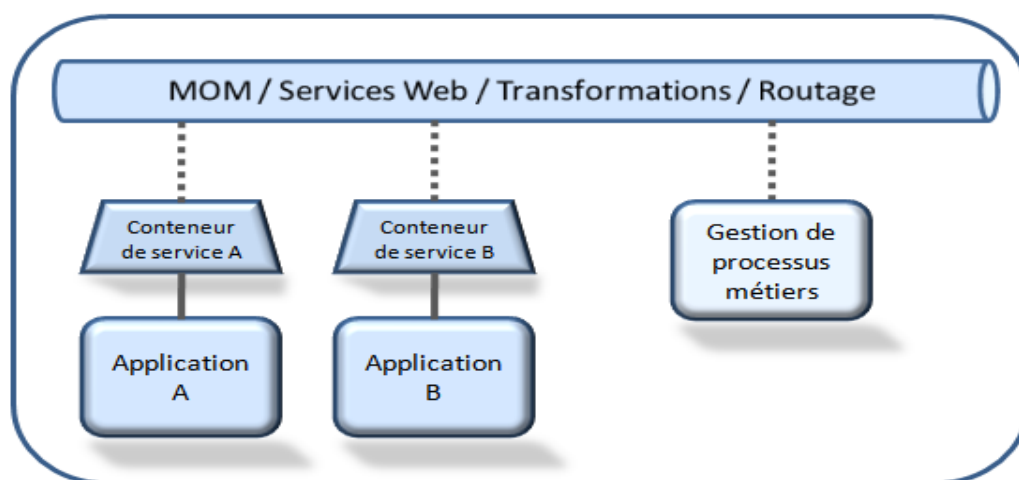 MOM / Services Web / Transformations / Routage
Conteneur
de service A
Conteneur
de service B
Gestion de
processus
métiers
Application
A
Application
B